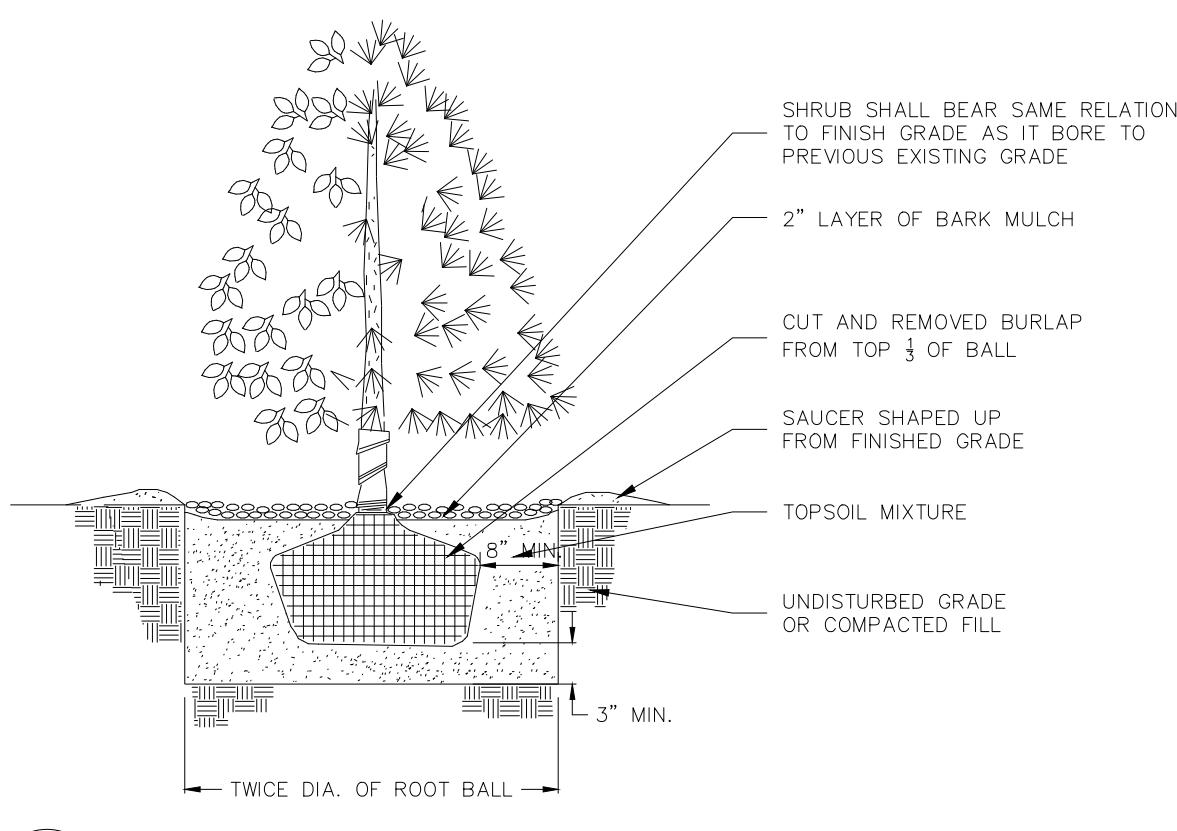 SHRUB SHALL BEAR SAME RELATION
TO FINISH GRADE AS IT BORE TO
PREVIOUS EXISTING GRADE
2” LAYER OF BARK MULCH
CUT AND REMOVED BURLAP
FROM TOP 1/3 OF BALL
SAUCER SHAPED UP
FROM FINISHED GRADE
TOPSOIL MIXTURE
8” MIN.
UNDISTURBED GRADE
OR COMPACTED FILL
3” MIN.
TWICE DIA. OF ROOT BALL